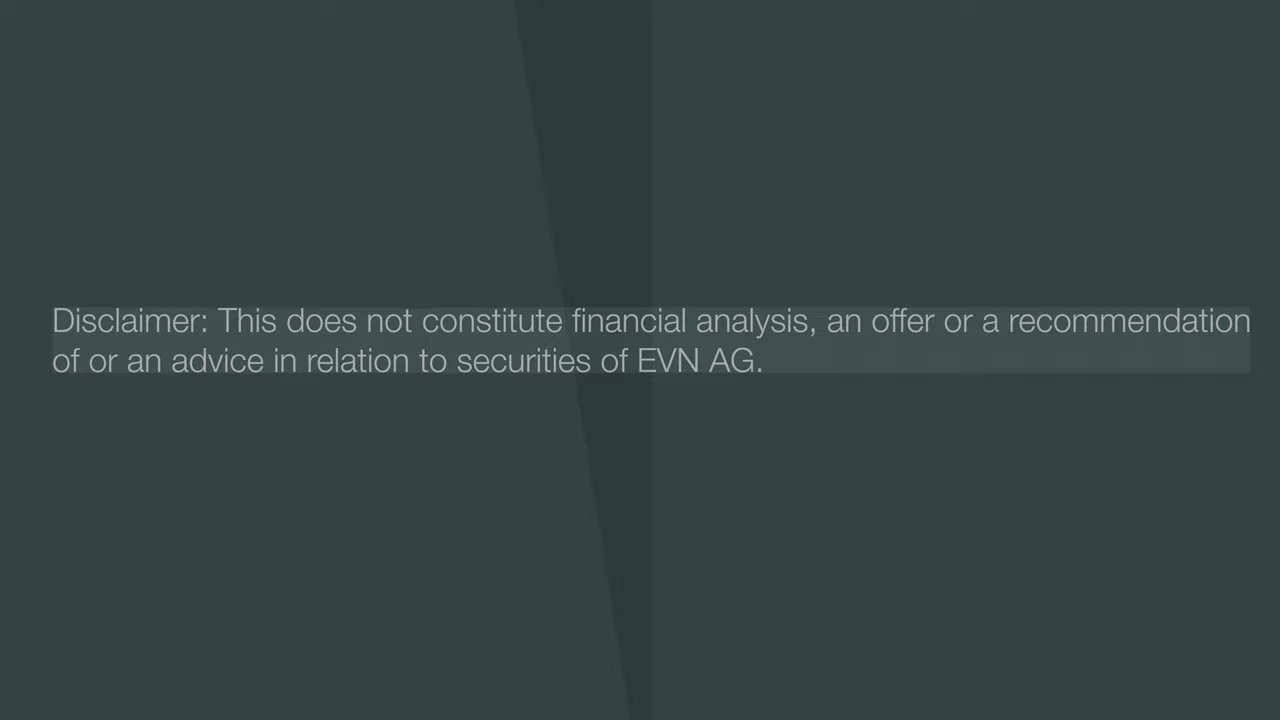 Disclaimer: This does not constitute financial analysis, an offer or a recommendation
of or an advice in relation to securities of EVN AG.